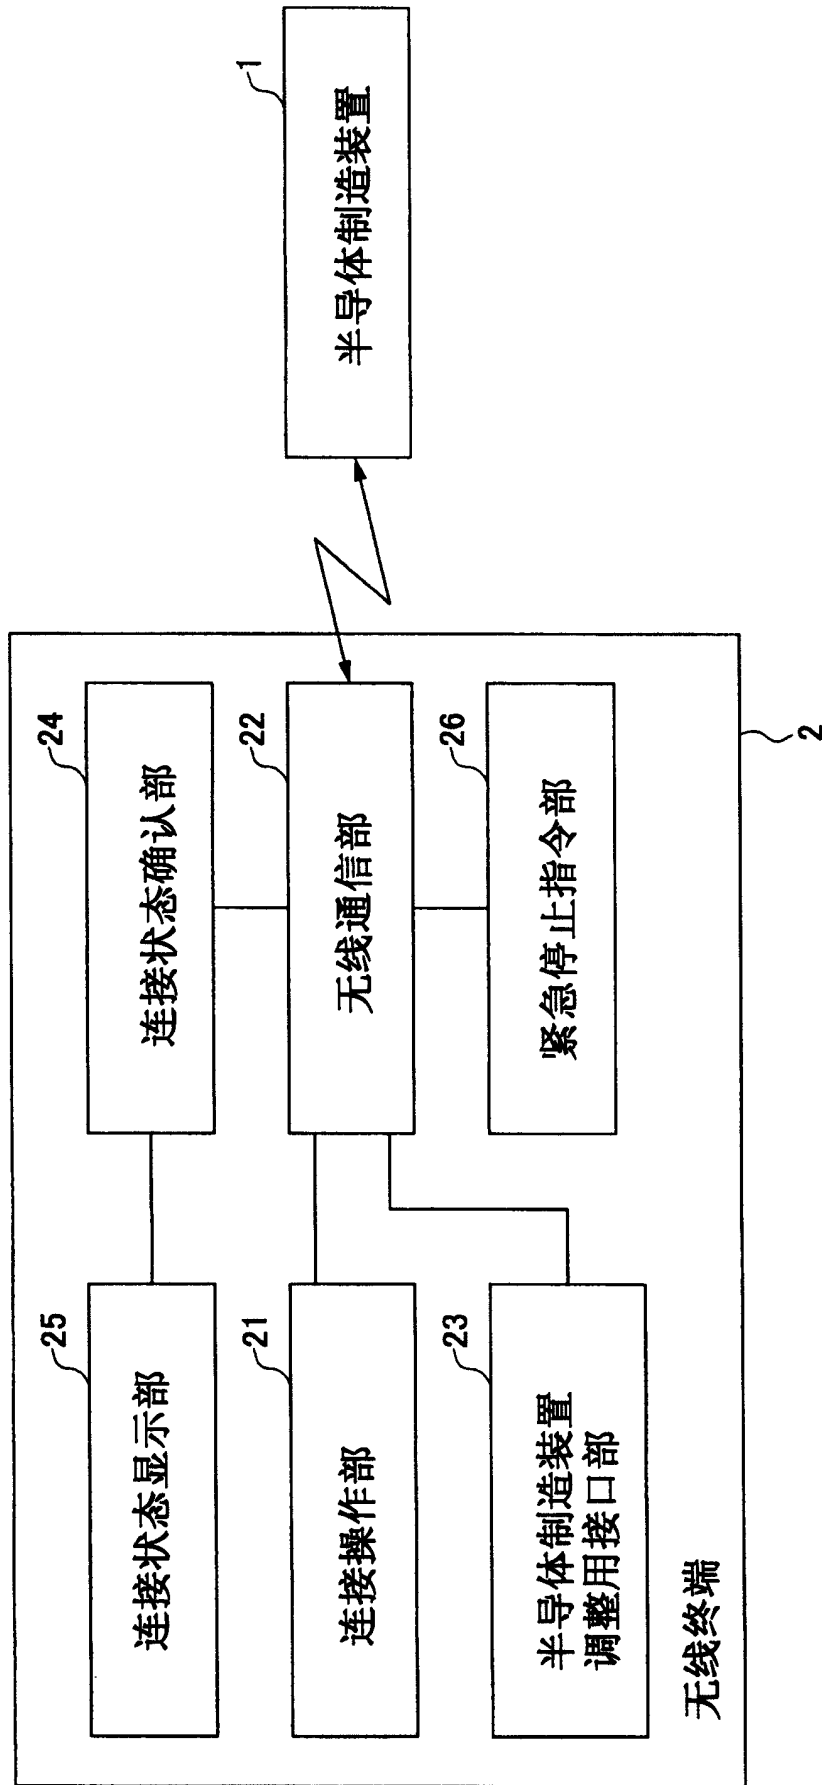 25
连接状态显示部
24
连接状态确认部
21
连接操作部
22
无线通信部
1
半导体制造装置
23
半导体制造装置
调整用接口部
26
紧急停止指令部
无线终端
2